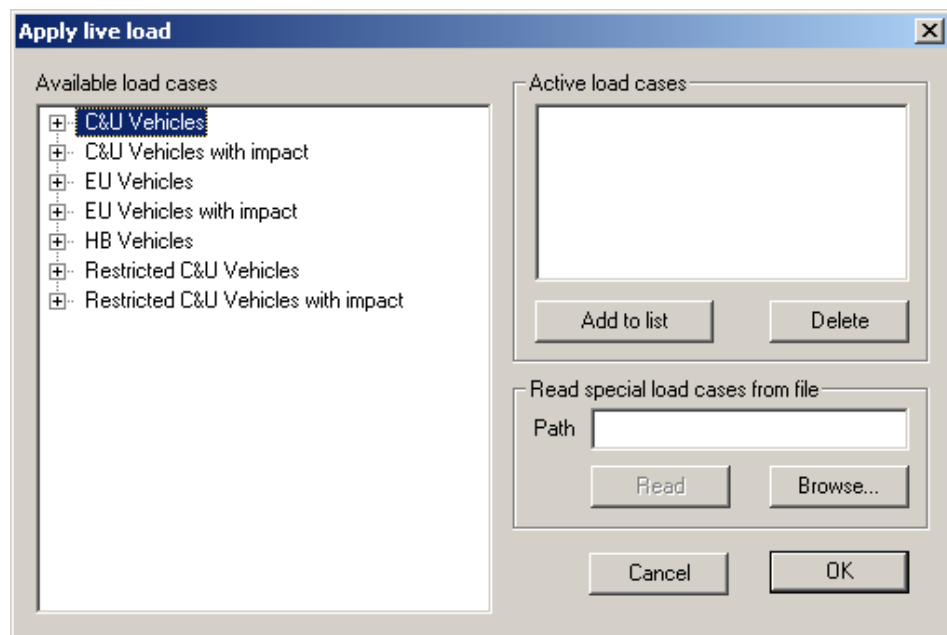 Apply live load
Available load cases
C&U Vehicles
C&U Vehicles with impact
EU Vehicles
EU Vehicles with impact
HB Vehicles
Restricted C&U Vehicles
Restricted C&U Vehicles with impact
Active load cases
Add to list
Delete
Read special load cases from file
Path
Read
Browse...
Cancel
OK